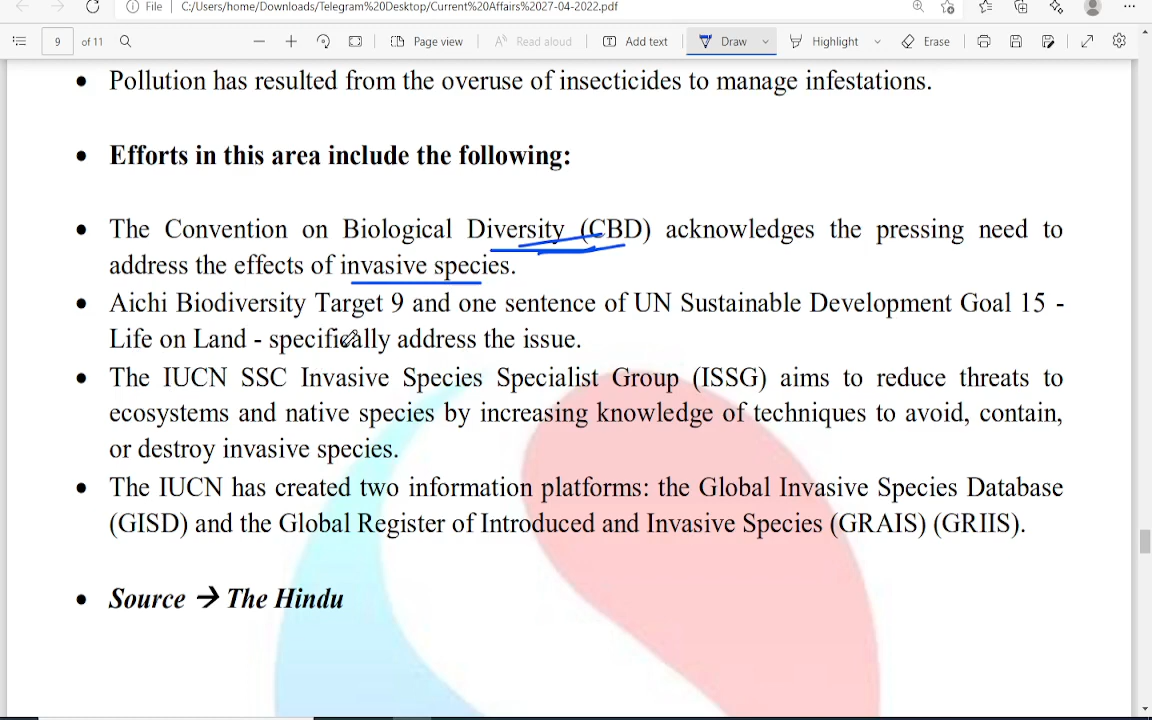 File | C:/Users/home/Downloads/Telegram%20Desktop/Current%20Affairs%2027-04-2022.pdf
9 of 11 Page view Read aloud Add text Draw Highlight Erase
• Pollution has resulted from the overuse of insecticides to manage infestations.
• Efforts in this area include the following:
• The Convention on Biological Diversity (CBD) acknowledges the pressing need to
address the effects of invasive species.
• Aichi Biodiversity Target 9 and one sentence of UN Sustainable Development Goal 15 -
Life on Land - specifically address the issue.
• The IUCN SSC Invasive Species Specialist Group (ISSG) aims to reduce threats to
ecosystems and native species by increasing knowledge of techniques to avoid, contain,
or destroy invasive species.
• The IUCN has created two information platforms: the Global Invasive Species Database
(GISD) and the Global Register of Introduced and Invasive Species (GRAIS) (GRIIS).
• Source → The Hindu